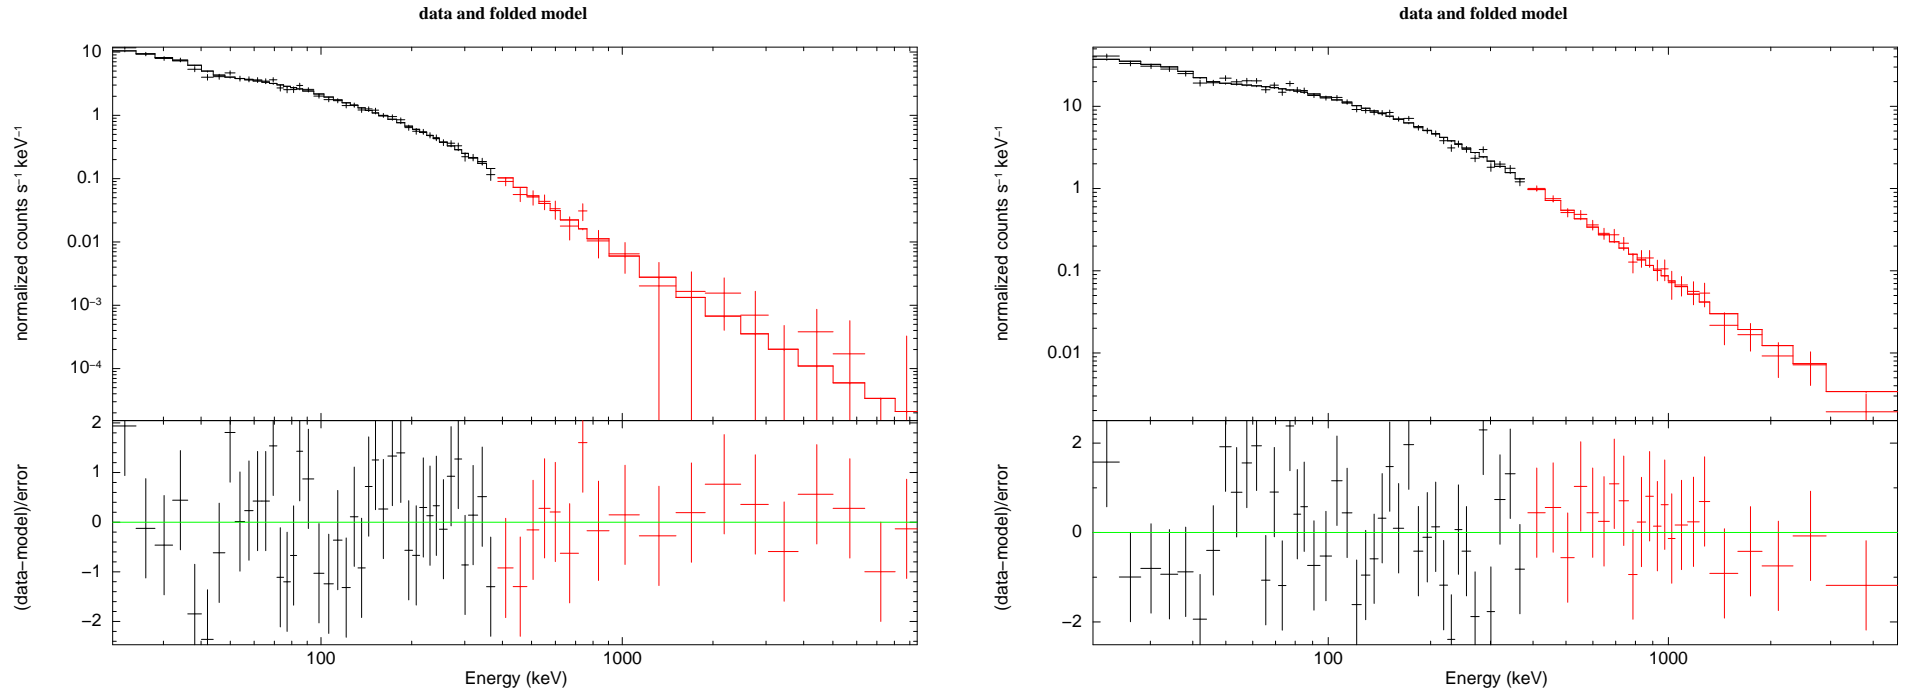 data and folded model
normalized counts s⁻¹ keV⁻¹
10
1
0.1
0.01
10⁻³
10⁻⁴
(data−model)/error
2
1
0
−1
−2
100
1000
Energy (keV)
data and folded model
normalized counts s⁻¹ keV⁻¹
10
1
0.1
0.01
(data−model)/error
2
0
−2
100
1000
Energy (keV)